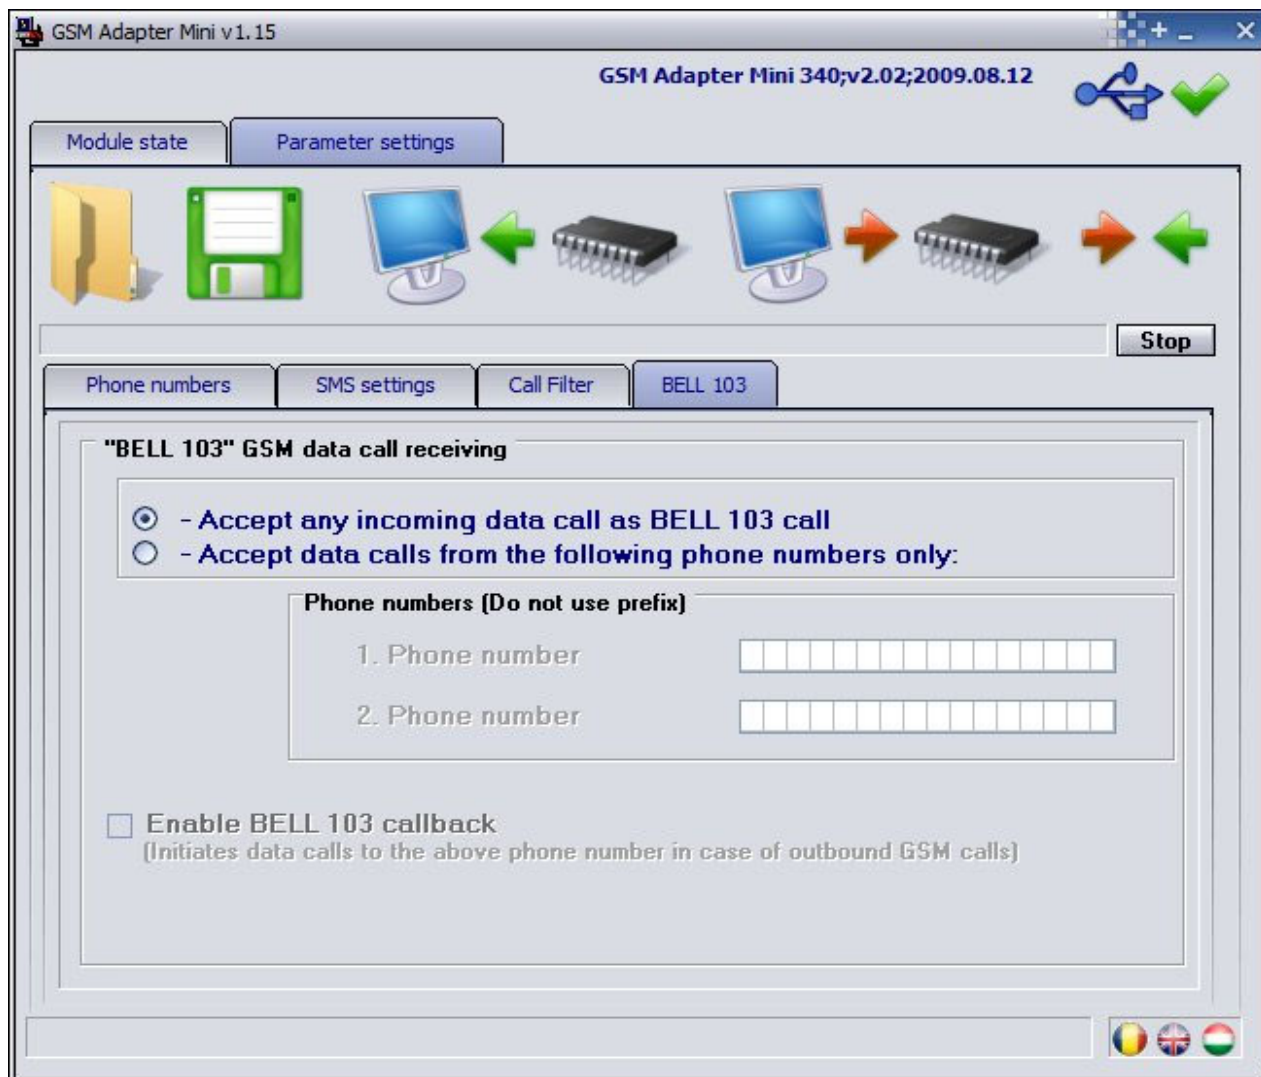 GSM Adapter Mini v1.15
GSM Adapter Mini 340;v2.02;2009.08.12
Module state
Parameter settings
Stop
Phone numbers
SMS settings
Call Filter
BELL 103
"BELL 103" GSM data call receiving
- Accept any incoming data call as BELL 103 call
- Accept data calls from the following phone numbers only:
Phone numbers (Do not use prefix)
1. Phone number
2. Phone number
Enable BELL 103 callback
(Initiates data calls to the above phone number in case of outbound GSM calls)